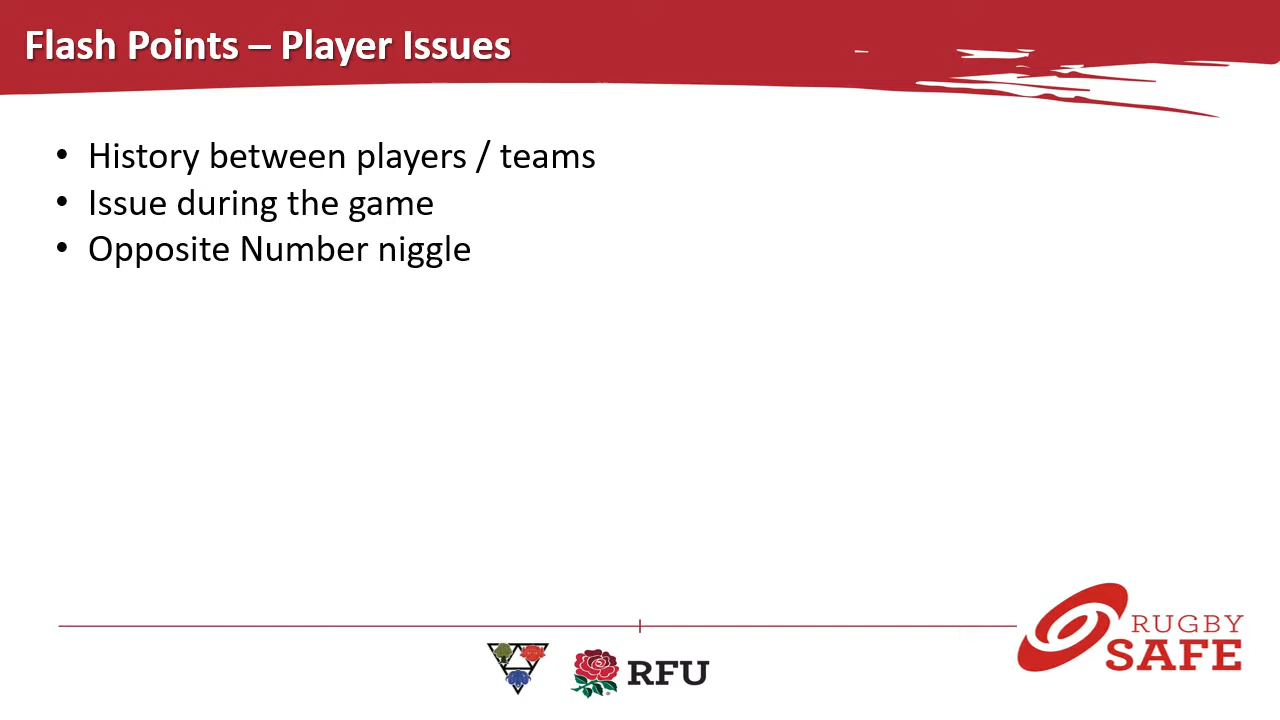 Flash Points – Player Issues
• History between players / teams
• Issue during the game
• Opposite Number niggle
RFU
RUGBY
SAFE